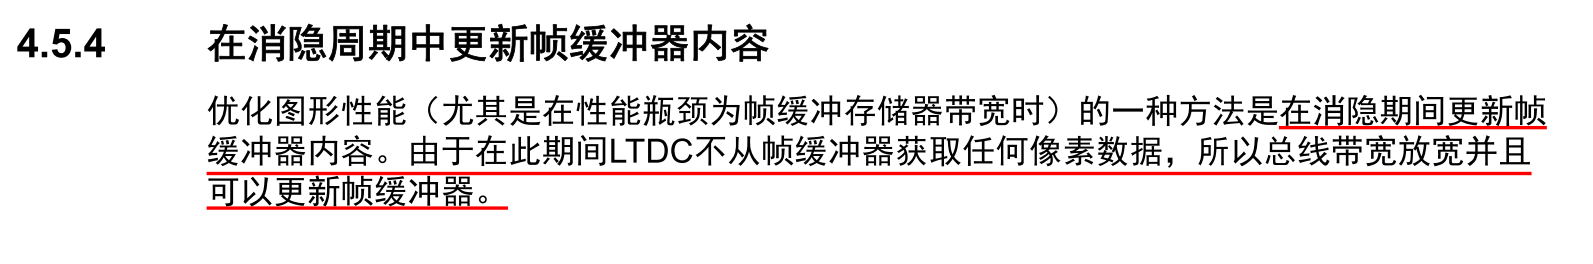 4.5.4 在消隐周期中更新帧缓冲器内容
优化图形性能（尤其是在性能瓶颈为帧缓冲存储器带宽时）的一种方法是在消隐期间更新帧
缓冲器内容。由于在此期间LTDC不从帧缓冲器获取任何像素数据，所以总线带宽放宽并且
可以更新帧缓冲器。